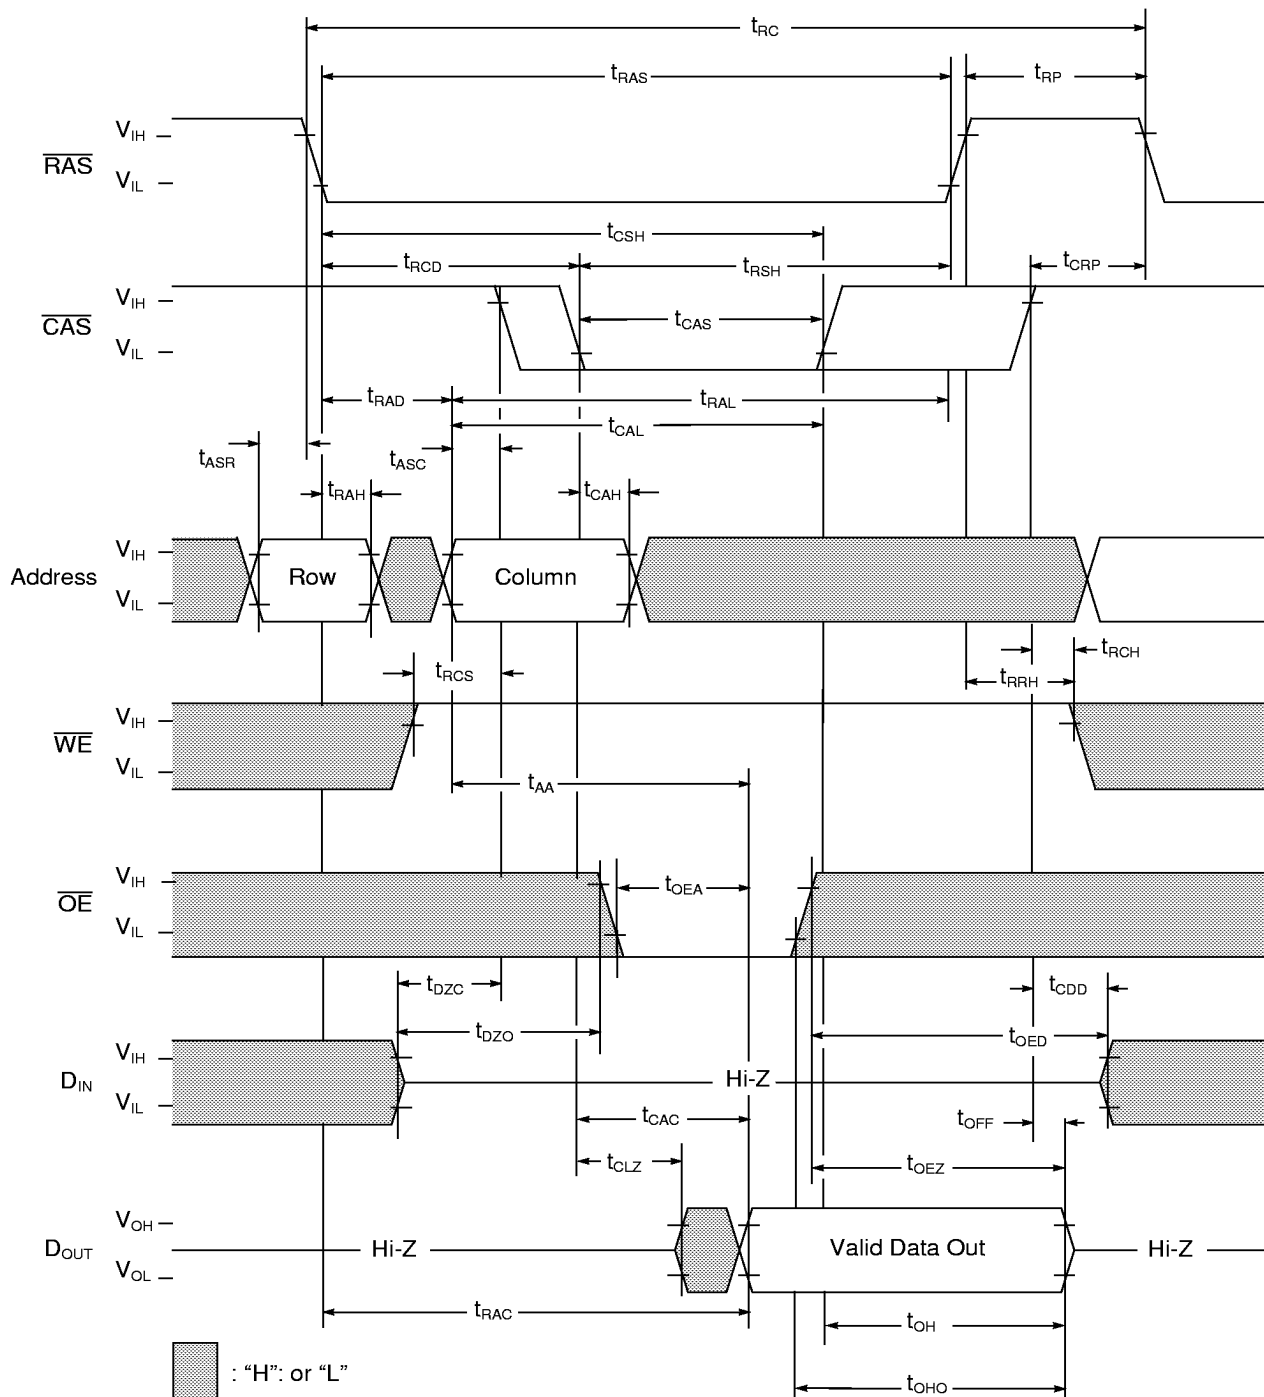 tRC
tRAS
tRP
VIH
RAS
VIL
tCSH
tRCD
tRSH
tCRP
VIH
CAS
tCAS
VIL
tRAD
tRAL
tCAL
tASR
tASC
tRAH
tCAH
VIH
Address
Row
Column
VIL
tRCH
tRCS
tRRH
VIH
WE
VIL
tAA
VIH
tOEA
OE
VIL
tDZC
tCDD
tDZO
tOED
VIH
DIN
Hi-Z
VIL
tCAC
tOFF
tCLZ
tOEZ
VOH
DOUT
Hi-Z
Valid Data Out
Hi-Z
VOL
tRAC
tOH
: “H”: or “L”
tOHO